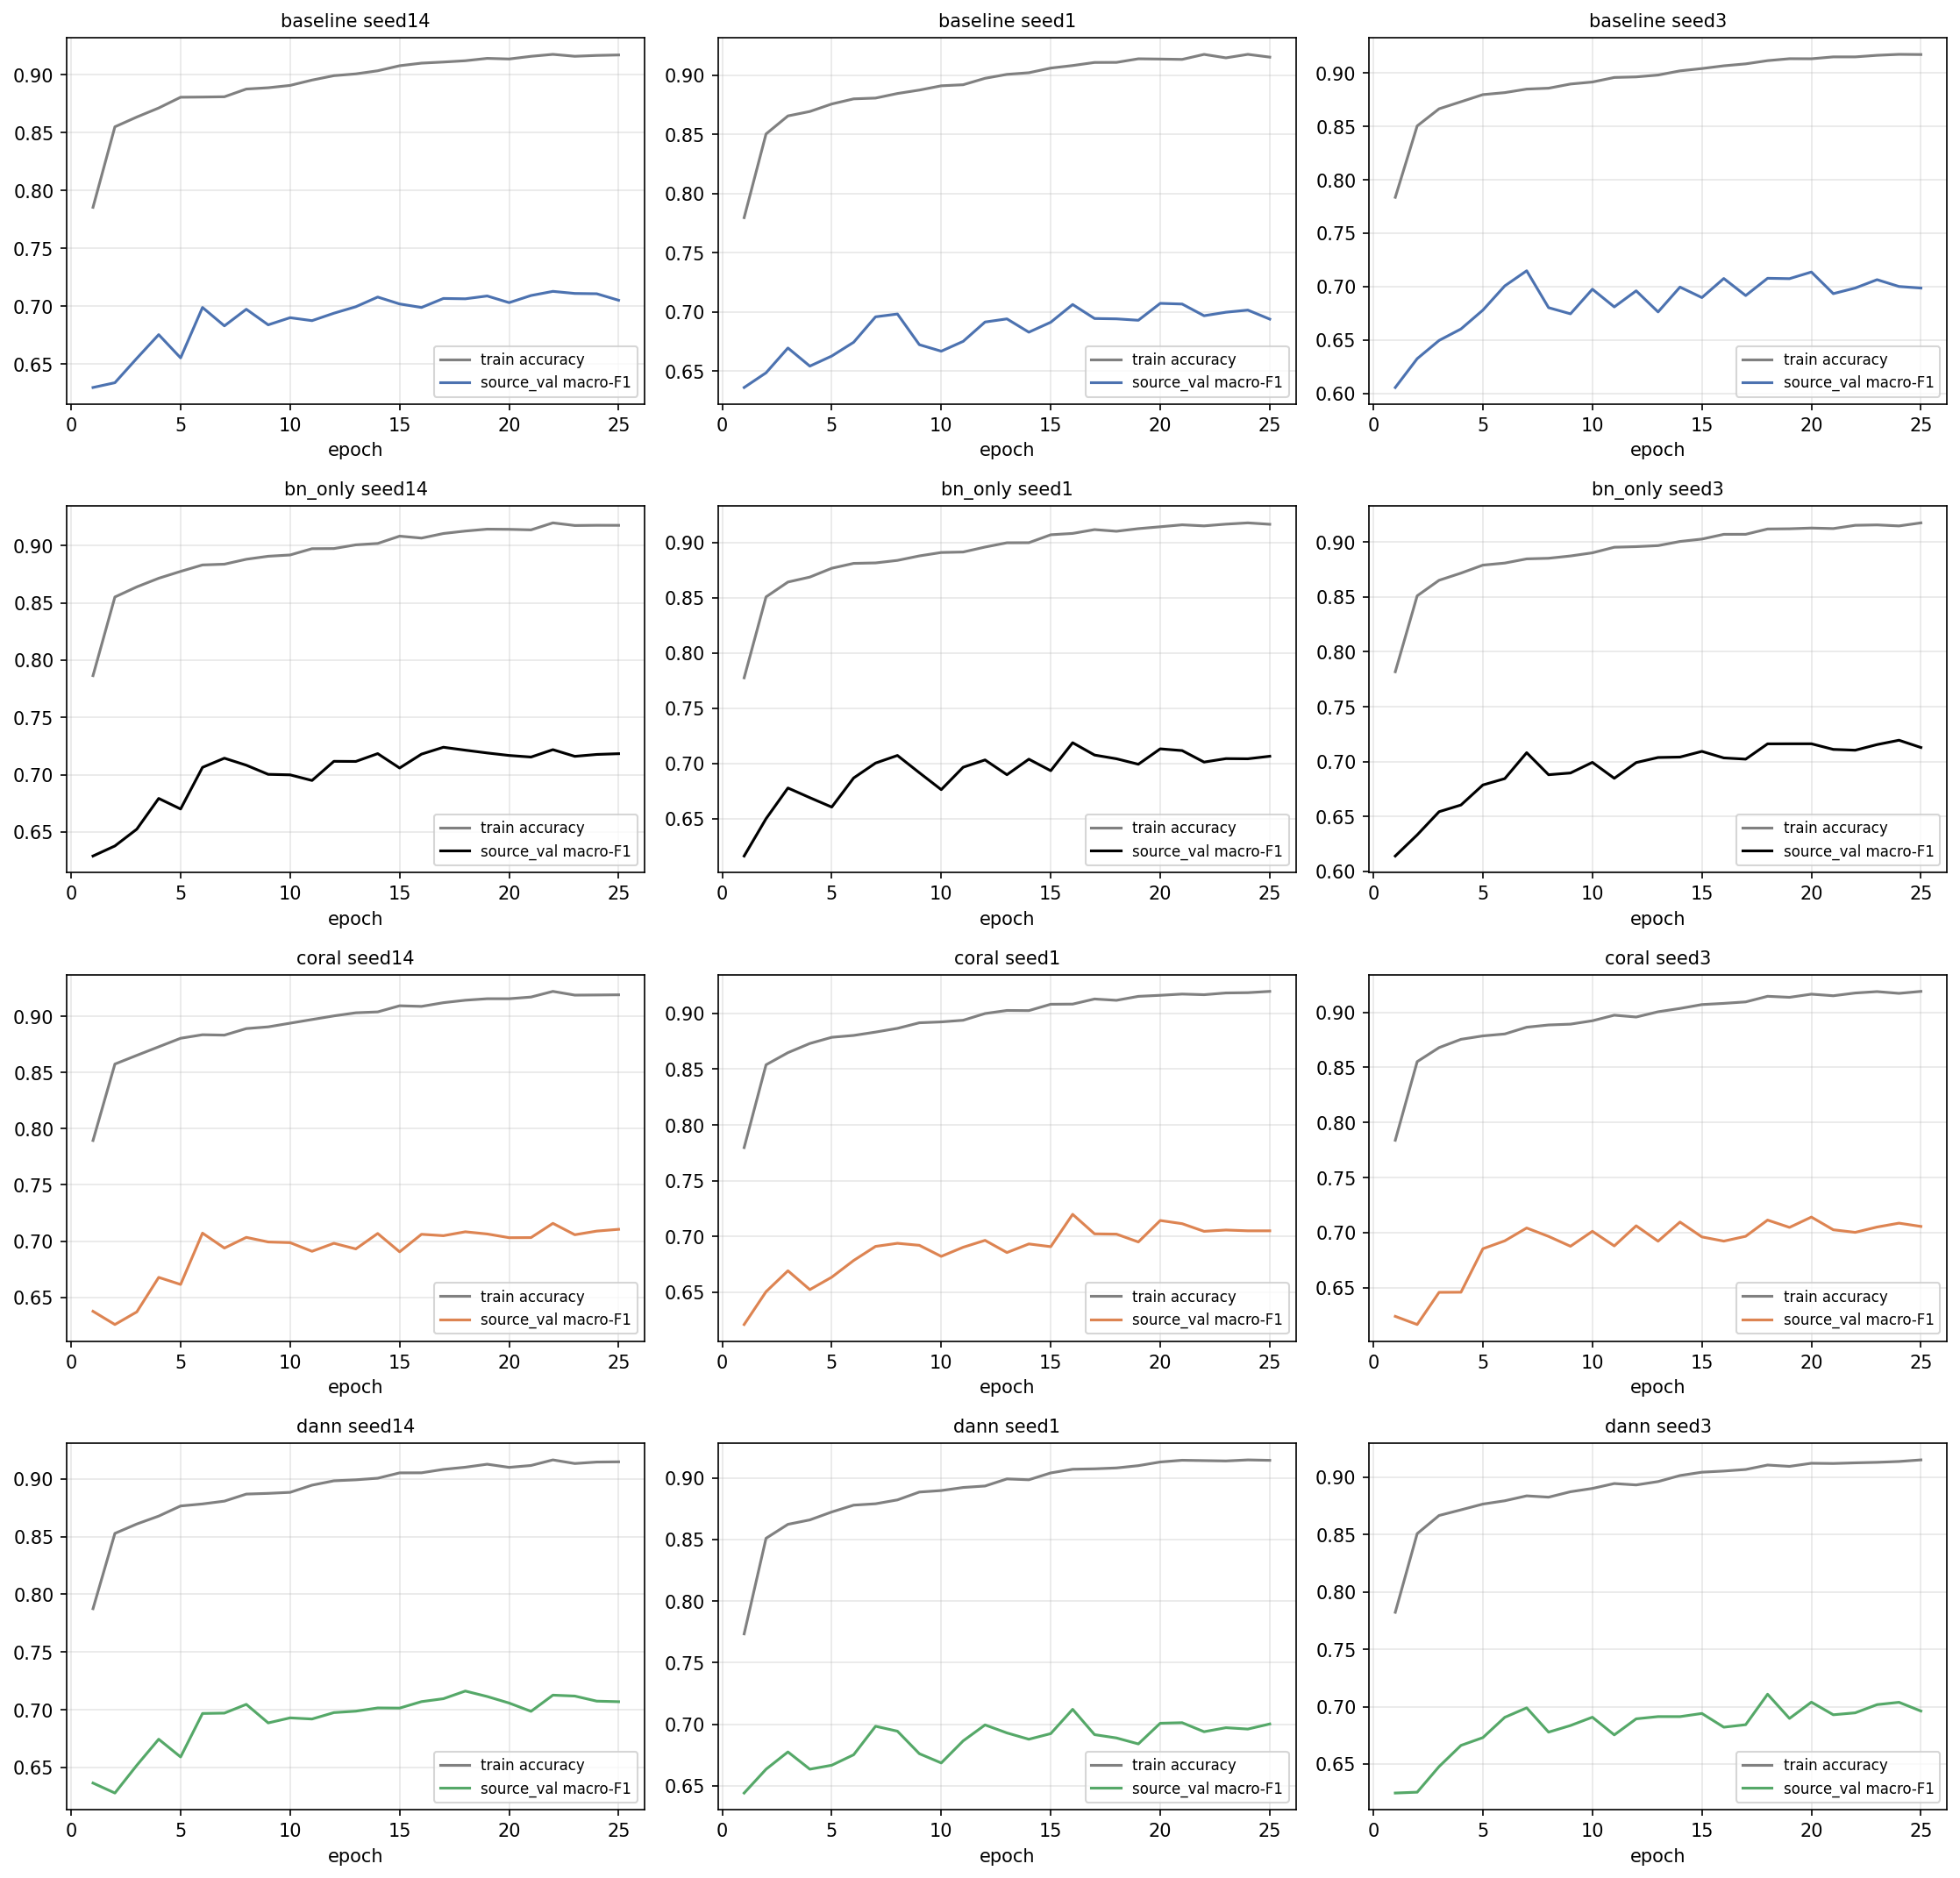 baseline seed14
0.90
0.85
0.80
0.75
0.70
0.65
train accuracy
source_val macro-F1
0 5 10 15 20 25
epoch
baseline seed1
0.90
0.85
0.80
0.75
0.70
0.65
train accuracy
source_val macro-F1
0 5 10 15 20 25
epoch
baseline seed3
0.90
0.85
0.80
0.75
0.70
0.65
0.60
train accuracy
source_val macro-F1
0 5 10 15 20 25
epoch
bn_only seed14
0.90
0.85
0.80
0.75
0.70
0.65
train accuracy
source_val macro-F1
0 5 10 15 20 25
epoch
bn_only seed1
0.90
0.85
0.80
0.75
0.70
0.65
train accuracy
source_val macro-F1
0 5 10 15 20 25
epoch
bn_only seed3
0.90
0.85
0.80
0.75
0.70
0.65
0.60
train accuracy
source_val macro-F1
0 5 10 15 20 25
epoch
coral seed14
0.90
0.85
0.80
0.75
0.70
0.65
train accuracy
source_val macro-F1
0 5 10 15 20 25
epoch
coral seed1
0.90
0.85
0.80
0.75
0.70
0.65
train accuracy
source_val macro-F1
0 5 10 15 20 25
epoch
coral seed3
0.90
0.85
0.80
0.75
0.70
0.65
train accuracy
source_val macro-F1
0 5 10 15 20 25
epoch
dann seed14
0.90
0.85
0.80
0.75
0.70
0.65
train accuracy
source_val macro-F1
0 5 10 15 20 25
epoch
dann seed1
0.90
0.85
0.80
0.75
0.70
0.65
train accuracy
source_val macro-F1
0 5 10 15 20 25
epoch
dann seed3
0.90
0.85
0.80
0.75
0.70
0.65
train accuracy
source_val macro-F1
0 5 10 15 20 25
epoch